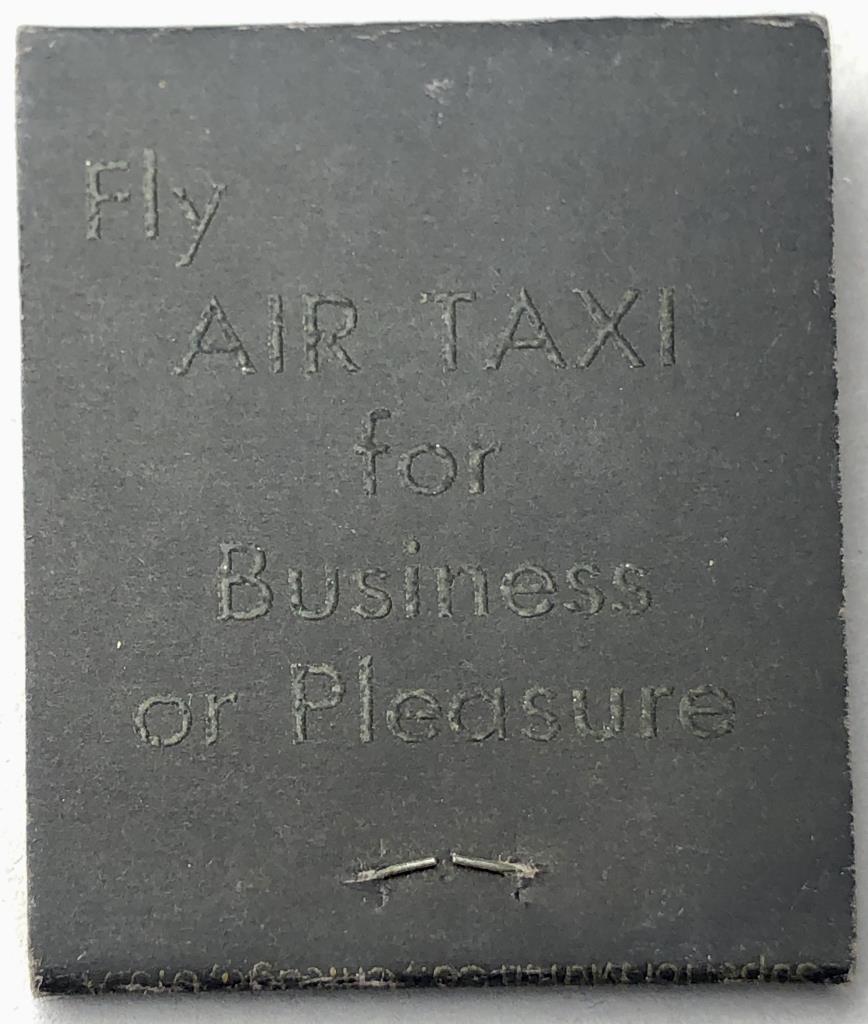 Fly
AIR TAXI
for
Business
or Pleasure